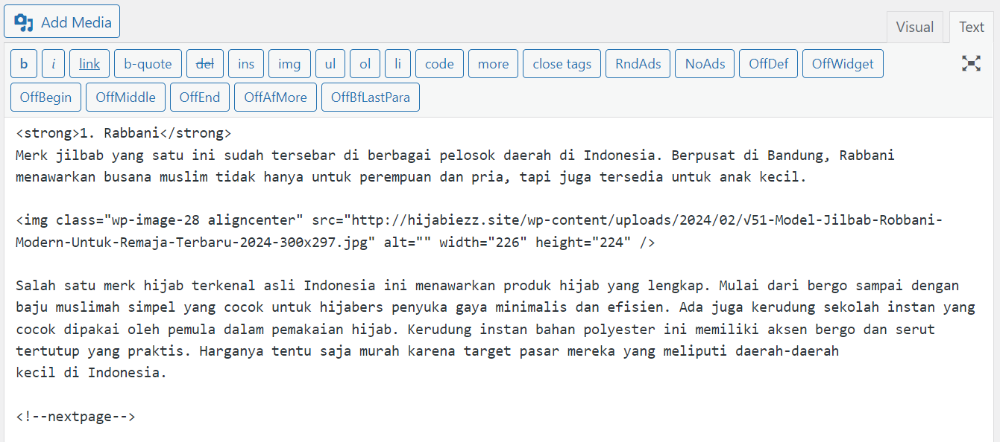 Add Media
Visual Text
b i link b-quote del ins img ul ol li code more close tags RndAds NoAds OffDef OffWidget
OffBegin OffMiddle OffEnd OffAfMore OffBfLastPara
<strong>1. Rabbani</strong>
Merk jilbab yang satu ini sudah tersebar di berbagai pelosok daerah di Indonesia. Berpusat di Bandung, Rabbani
menawarkan busana muslim tidak hanya untuk perempuan dan pria, tapi juga tersedia untuk anak kecil.
<img class="wp-image-28 aligncenter" src="http://hijabiezz.site/wp-content/uploads/2024/02/√51-Model-Jilbab-Robbani-
Modern-Untuk-Remaja-Terbaru-2024-300x297.jpg" alt="" width="226" height="224" />
Salah satu merk hijab terkenal asli Indonesia ini menawarkan produk hijab yang lengkap. Mulai dari bergo sampai dengan
baju muslimah simpel yang cocok untuk hijabers penyuka gaya minimalis dan efisien. Ada juga kerudung sekolah instan yang
cocok dipakai oleh pemula dalam pemakaian hijab. Kerudung instan bahan polyester ini memiliki aksen bergo dan serut
tertutup yang praktis. Harganya tentu saja murah karena target pasar mereka yang meliputi daerah-daerah
kecil di Indonesia.
<!--nextpage-->